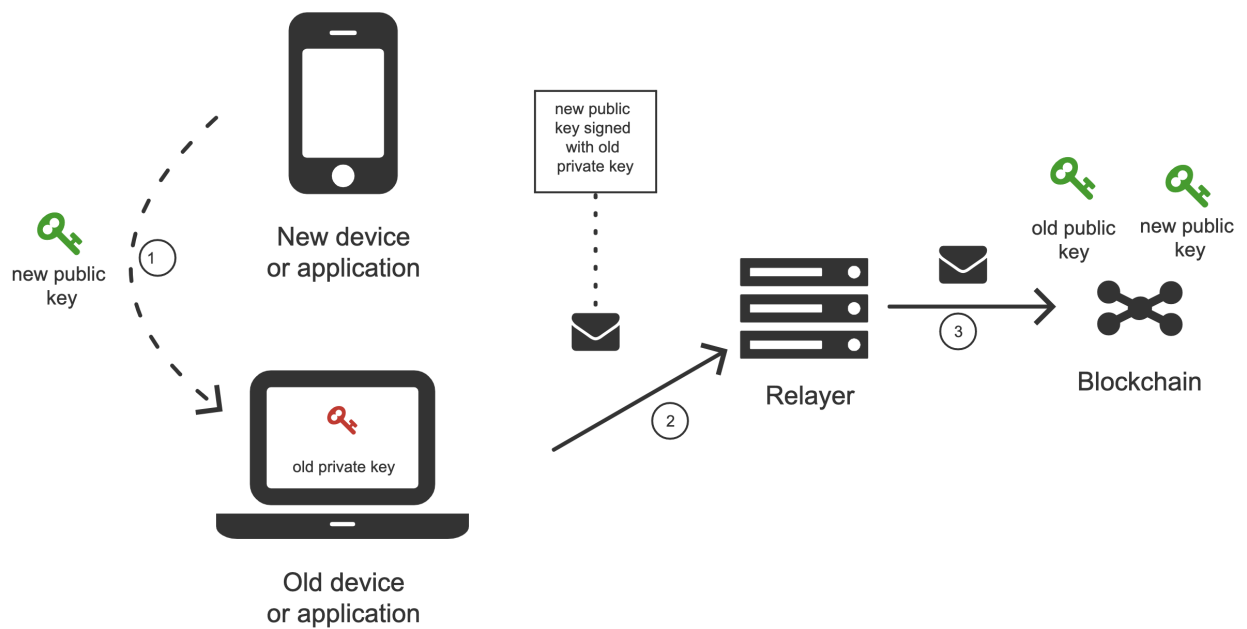 new public
key signed
with old
private key
old public
key
new public
key
New device
or application
1
new public
key
3
Relayer
Blockchain
2
old private key
Old device
or application